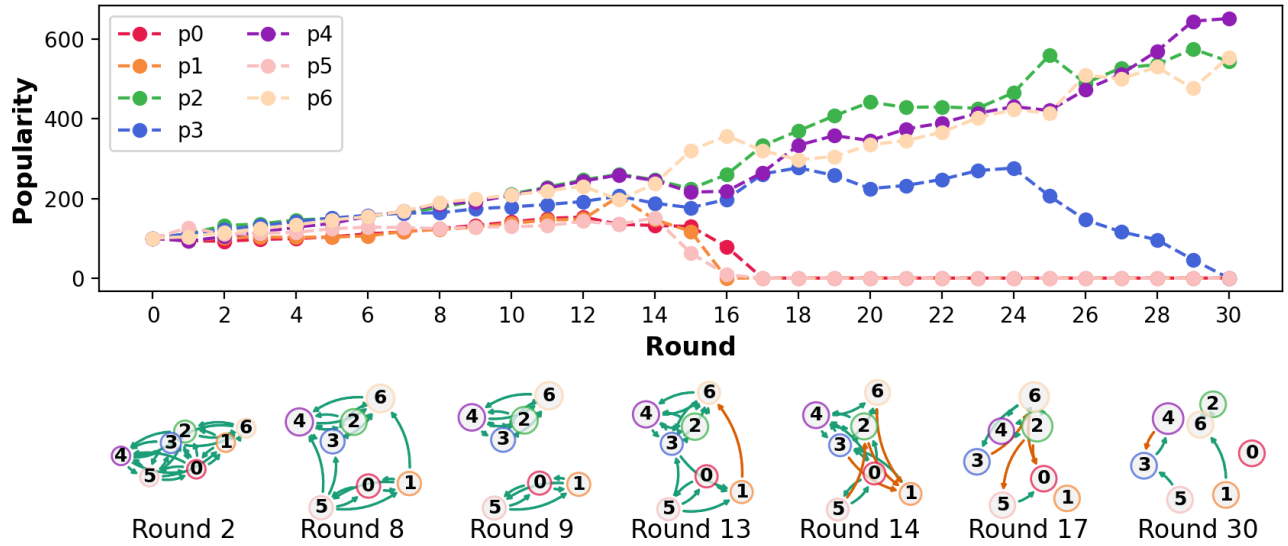 Popularity
600
400
200
0
p0
p1
p2
p3
p4
p5
p6
0 2 4 6 8 10 12 14 16 18 20 22 24 26 28 30
Round
4 3 2 5 0 1 6
4 3 2 6 5 0 1
4 3 2 6 5 0 1
4 3 2 6 5 0 1
4 3 2 6 5 0 1
3 4 2 6 5 0 1
3 4 6 2 5 1 0
Round 2 Round 8 Round 9 Round 13 Round 14 Round 17 Round 30